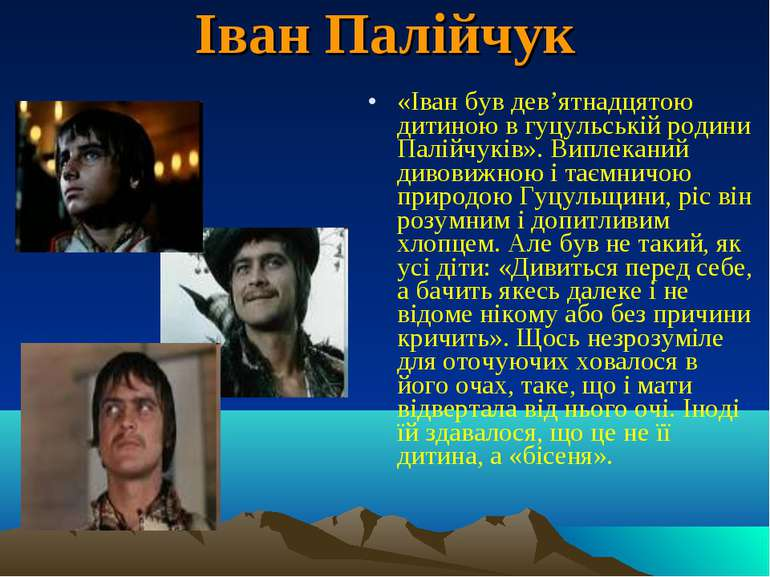 Іван Палійчук
• «Іван був дев’ятнадцятою
дитиною в гуцульській родини
Палійчуків». Виплеканий
дивовижною і таємничою
природою Гуцульщини, ріс він
розумним і допитливим
хлопцем. Але був не такий, як
усі діти: «Дивиться перед себе,
а бачить якесь далеке і не
відоме нікому або без причини
кричить». Щось незрозуміле
для оточуючих ховалося в
його очах, таке, що і мати
відвертала від нього очі. Іноді
їй здавалося, що це не її
дитина, а «бісеня».